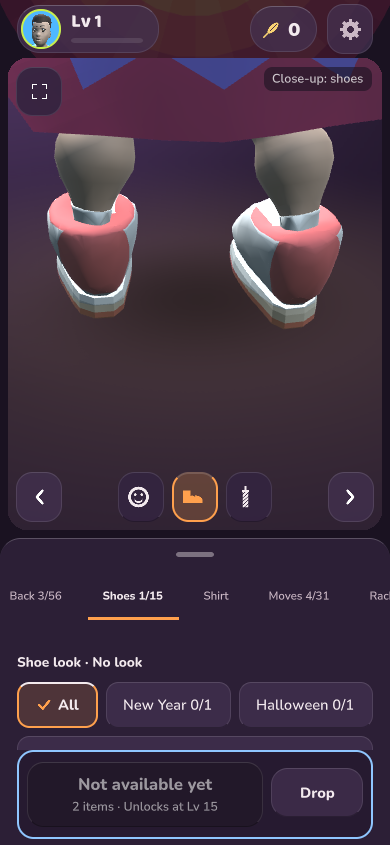 Lv 1
0
Close-up: shoes
Back 3/56
Shoes 1/15
Shirt
Moves 4/31
Shoe look · No look
All
New Year 0/1
Halloween 0/1
Not available yet
2 items · Unlocks at Lv 15
Drop